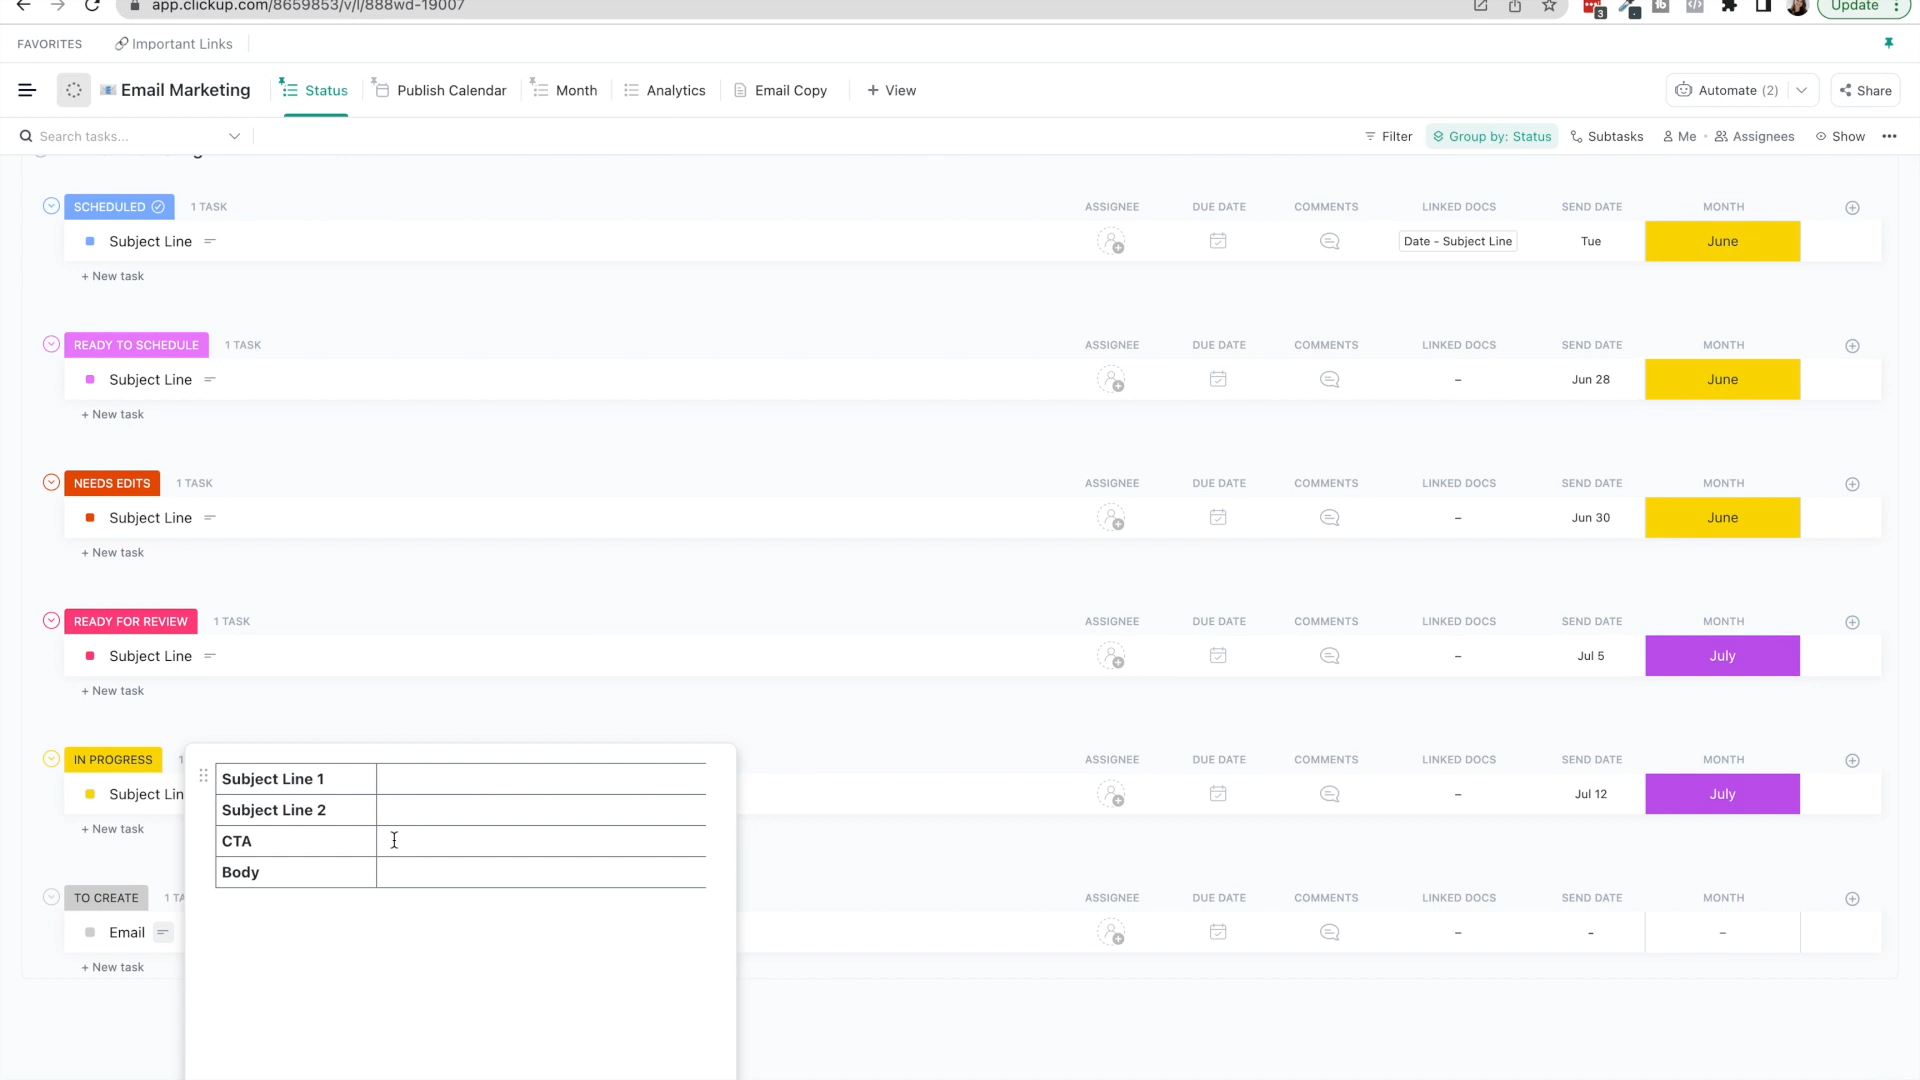 app.clickup.com/8659853/v/l/888wd-19007
3
Update
FAVORITES
Important Links
Email Marketing
Status
Publish Calendar
Month
Analytics
Email Copy
+ View
Automate (2)
Share
Search tasks...
Filter
Group by: Status
Subtasks
Me
Assignees
Show
SCHEDULED 1 TASK ASSIGNEE DUE DATE COMMENTS LINKED DOCS SEND DATE MONTH
Subject Line Date - Subject Line Tue June
+ New task
READY TO SCHEDULE 1 TASK ASSIGNEE DUE DATE COMMENTS LINKED DOCS SEND DATE MONTH
Subject Line – Jun 28 June
+ New task
NEEDS EDITS 1 TASK ASSIGNEE DUE DATE COMMENTS LINKED DOCS SEND DATE MONTH
Subject Line – Jun 30 June
+ New task
READY FOR REVIEW 1 TASK ASSIGNEE DUE DATE COMMENTS LINKED DOCS SEND DATE MONTH
Subject Line – Jul 5 July
+ New task
IN PROGRESS 1 ASSIGNEE DUE DATE COMMENTS LINKED DOCS SEND DATE MONTH
Subject Lin – Jul 12 July
+ New task
Subject Line 1
Subject Line 2
CTA
Body
TO CREATE 1 TA ASSIGNEE DUE DATE COMMENTS LINKED DOCS SEND DATE MONTH
Email – - –
+ New task